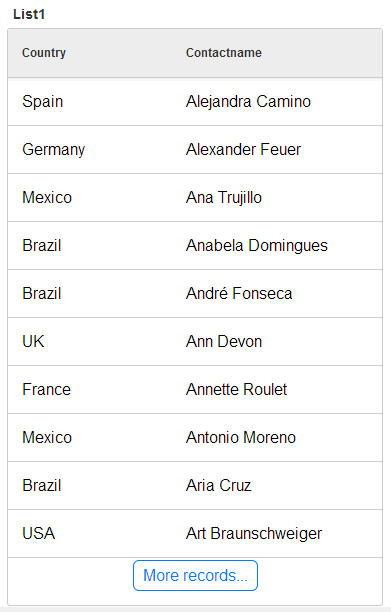 List1
Country Contactname
Spain Alejandra Camino
Germany Alexander Feuer
Mexico Ana Trujillo
Brazil Anabela Domingues
Brazil André Fonseca
UK Ann Devon
France Annette Roulet
Mexico Antonio Moreno
Brazil Aria Cruz
USA Art Braunschweiger
More records...